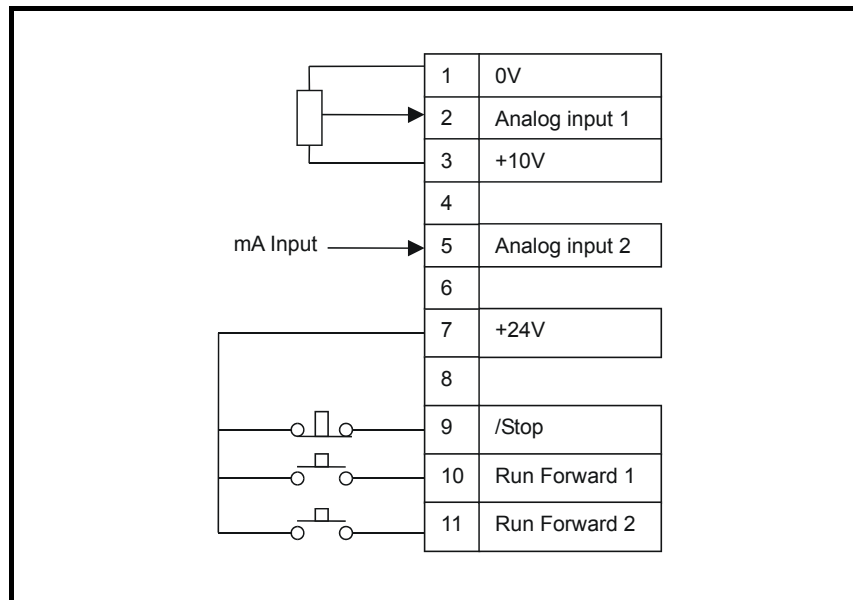 1 0V
2 Analog input 1
3 +10V
4
mA Input 5 Analog input 2
6
7 +24V
8
9 /Stop
10 Run Forward 1
11 Run Forward 2